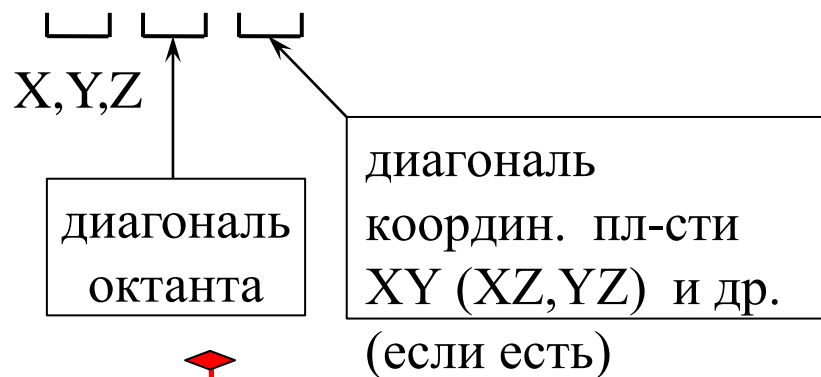 X,Y,Z
диагональ
октанта
диагональ
координ. пл-сти
XY (XZ,YZ) и др.
(если есть)